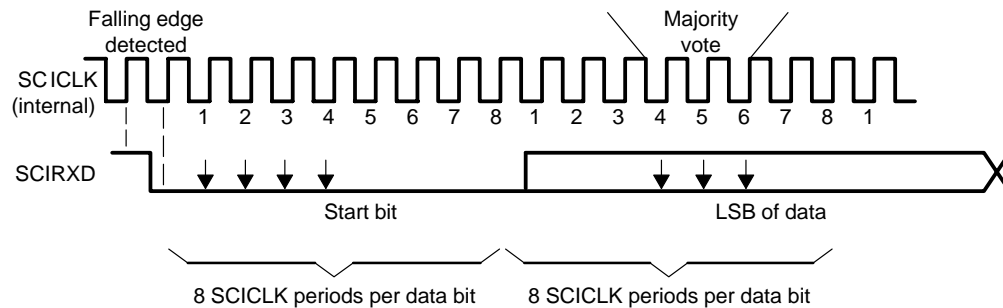 Falling edge
detected
Majority
vote
SCICLK
(internal)
1 2 3 4 5 6 7 8 1 2 3 4 5 6 7 8 1
SCIRXD
Start bit
LSB of data
8 SCICLK periods per data bit
8 SCICLK periods per data bit